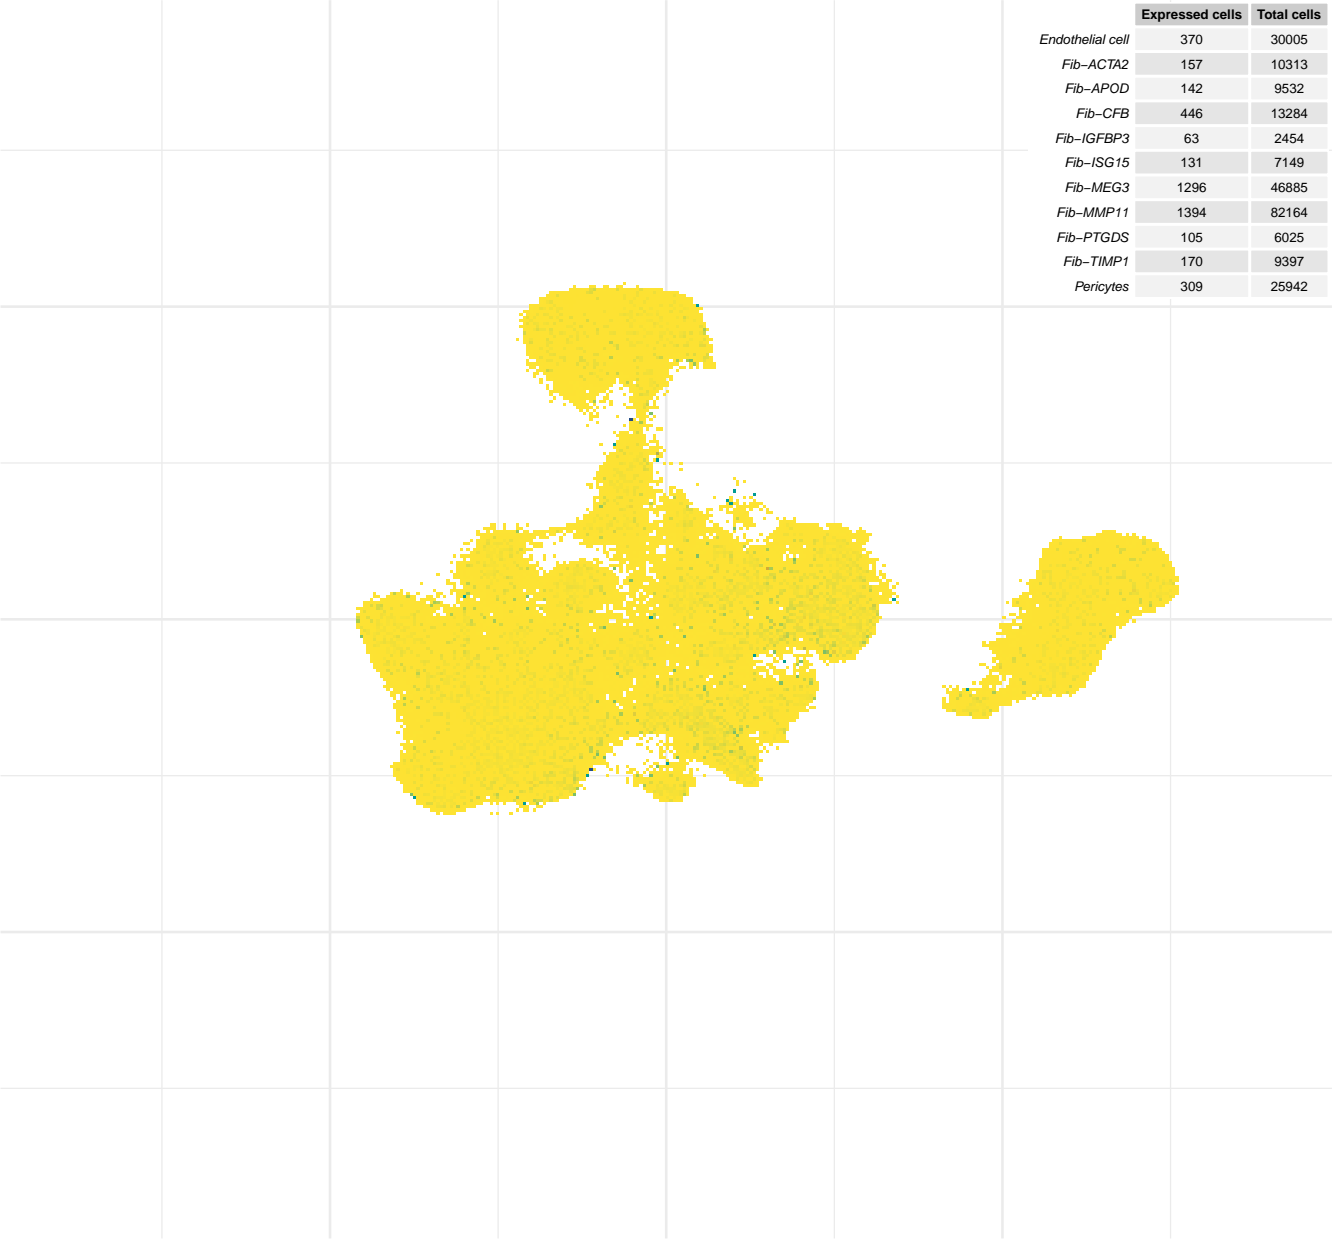 Expressed cells Total cells
Endothelial cell 370 30005
Fib−ACTA2 157 10313
Fib−APOD 142 9532
Fib−CFB 446 13284
Fib−IGFBP3 63 2454
Fib−ISG15 131 7149
Fib−MEG3 1296 46885
Fib−MMP11 1394 82164
Fib−PTGDS 105 6025
Fib−TIMP1 170 9397
Pericytes 309 25942